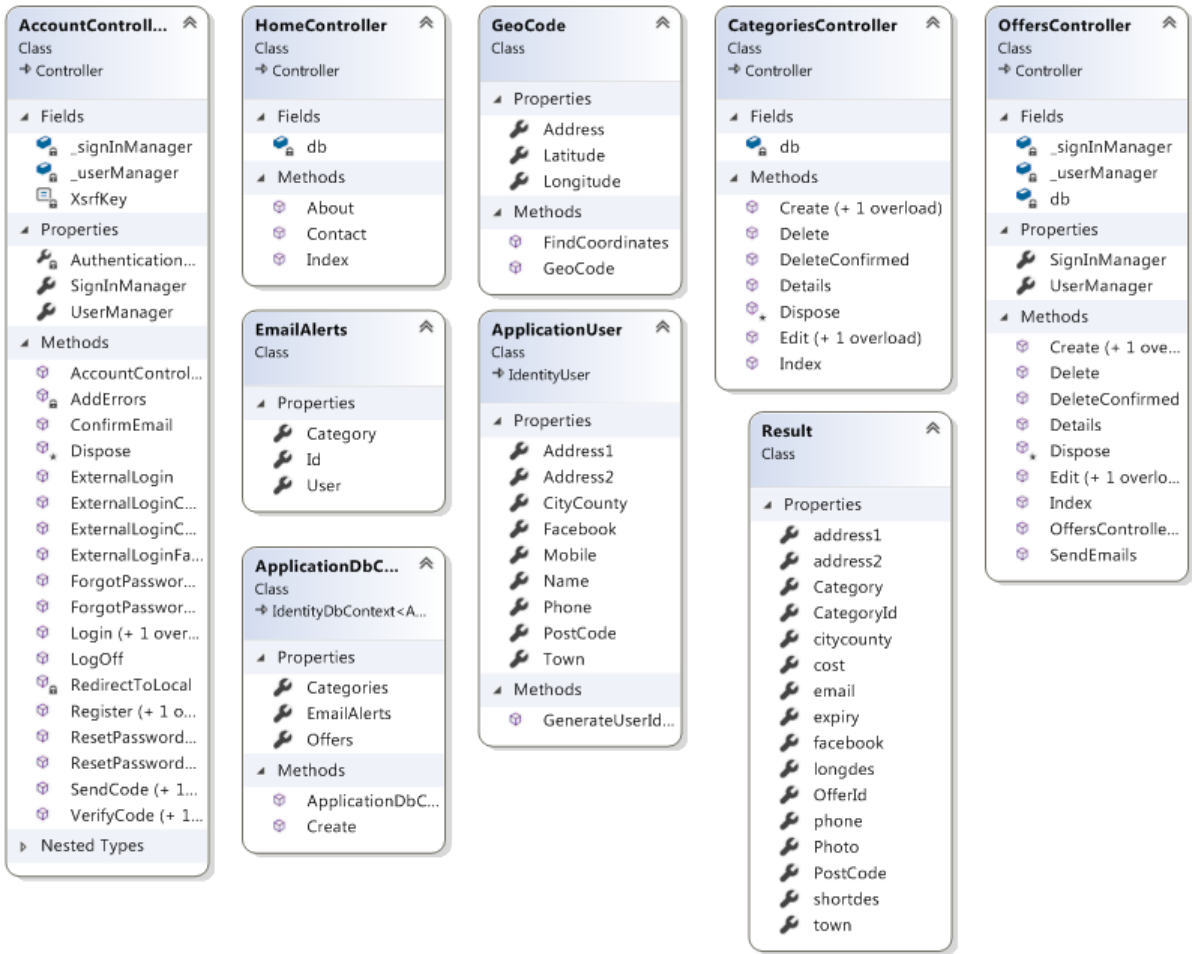 AccountControll...
Class
Controller
Fields
_signInManager
_userManager
XsrfKey
Properties
Authentication...
SignInManager
UserManager
Methods
AccountControl...
AddErrors
ConfirmEmail
Dispose
ExternalLogin
ExternalLoginC...
ExternalLoginC...
ExternalLoginFa...
ForgotPasswor...
ForgotPasswor...
Login (+ 1 over...
LogOff
RedirectToLocal
Register (+ 1 o...
ResetPassword...
ResetPassword...
SendCode (+ 1...
VerifyCode (+ 1...
Nested Types
HomeController
Class
Controller
Fields
db
Methods
About
Contact
Index
EmailAlerts
Class
Properties
Category
Id
User
ApplicationDbC...
Class
IdentityDbContext<A...
Properties
Categories
EmailAlerts
Offers
Methods
ApplicationDbC...
Create
GeoCode
Class
Properties
Address
Latitude
Longitude
Methods
FindCoordinates
GeoCode
ApplicationUser
Class
IdentityUser
Properties
Address1
Address2
CityCounty
Facebook
Mobile
Name
Phone
PostCode
Town
Methods
GenerateUserId...
CategoriesController
Class
Controller
Fields
db
Methods
Create (+ 1 overload)
Delete
DeleteConfirmed
Details
Dispose
Edit (+ 1 overload)
Index
Result
Class
Properties
address1
address2
Category
CategoryId
citycounty
cost
email
expiry
facebook
longdes
OfferId
phone
Photo
PostCode
shortdes
town
OffersController
Class
Controller
Fields
_signInManager
_userManager
db
Properties
SignInManager
UserManager
Methods
Create (+ 1 ove...
Delete
DeleteConfirmed
Details
Dispose
Edit (+ 1 overlo...
Index
OffersControlle...
SendEmails